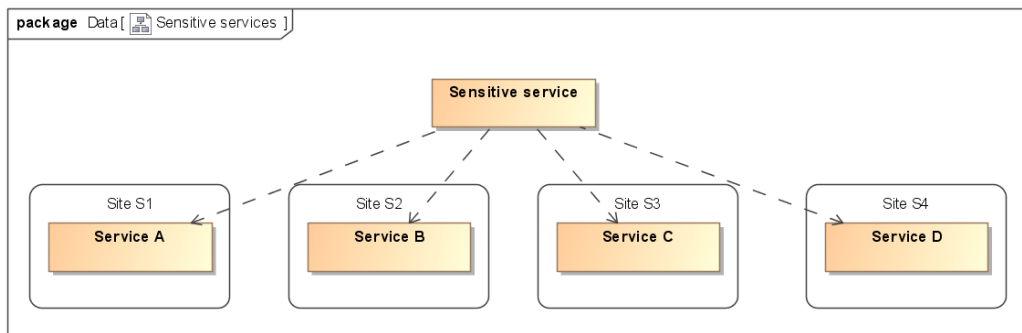 package Data [ Sensitive services ]
Sensitive service
Site S1
Service A
Site S2
Service B
Site S3
Service C
Site S4
Service D